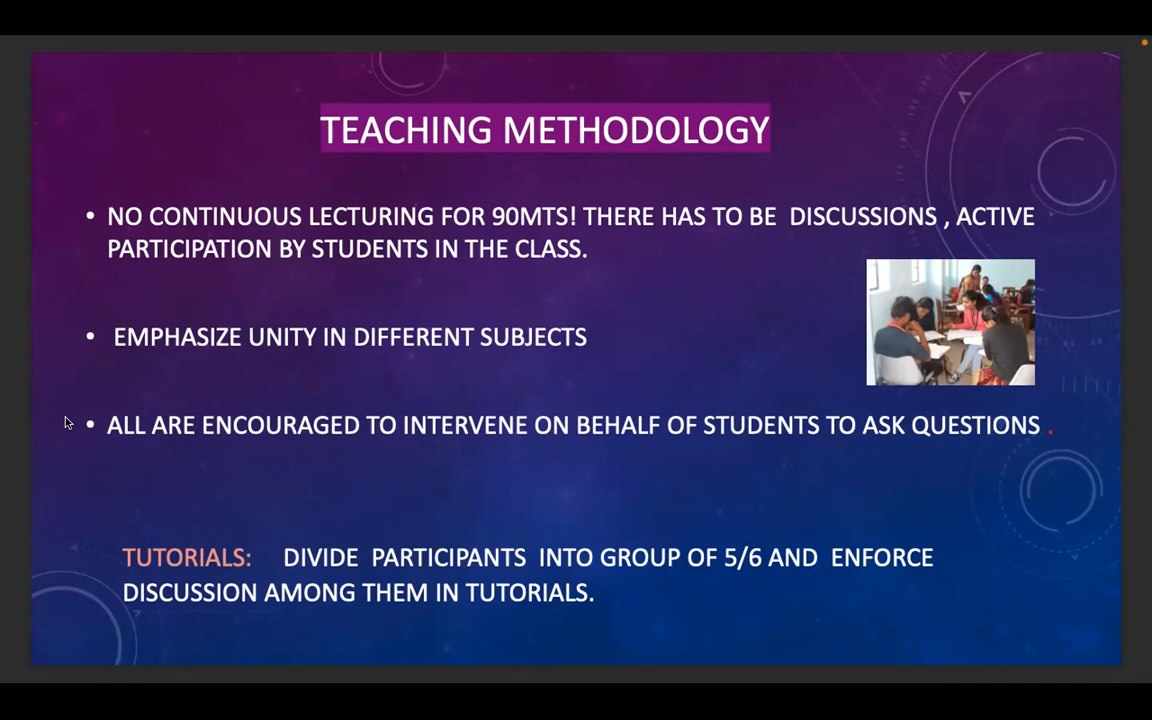 TEACHING METHODOLOGY
• NO CONTINUOUS LECTURING FOR 90MTS! THERE HAS TO BE DISCUSSIONS , ACTIVE
PARTICIPATION BY STUDENTS IN THE CLASS.
• EMPHASIZE UNITY IN DIFFERENT SUBJECTS
• ALL ARE ENCOURAGED TO INTERVENE ON BEHALF OF STUDENTS TO ASK QUESTIONS .
TUTORIALS: DIVIDE PARTICIPANTS INTO GROUP OF 5/6 AND ENFORCE
DISCUSSION AMONG THEM IN TUTORIALS.